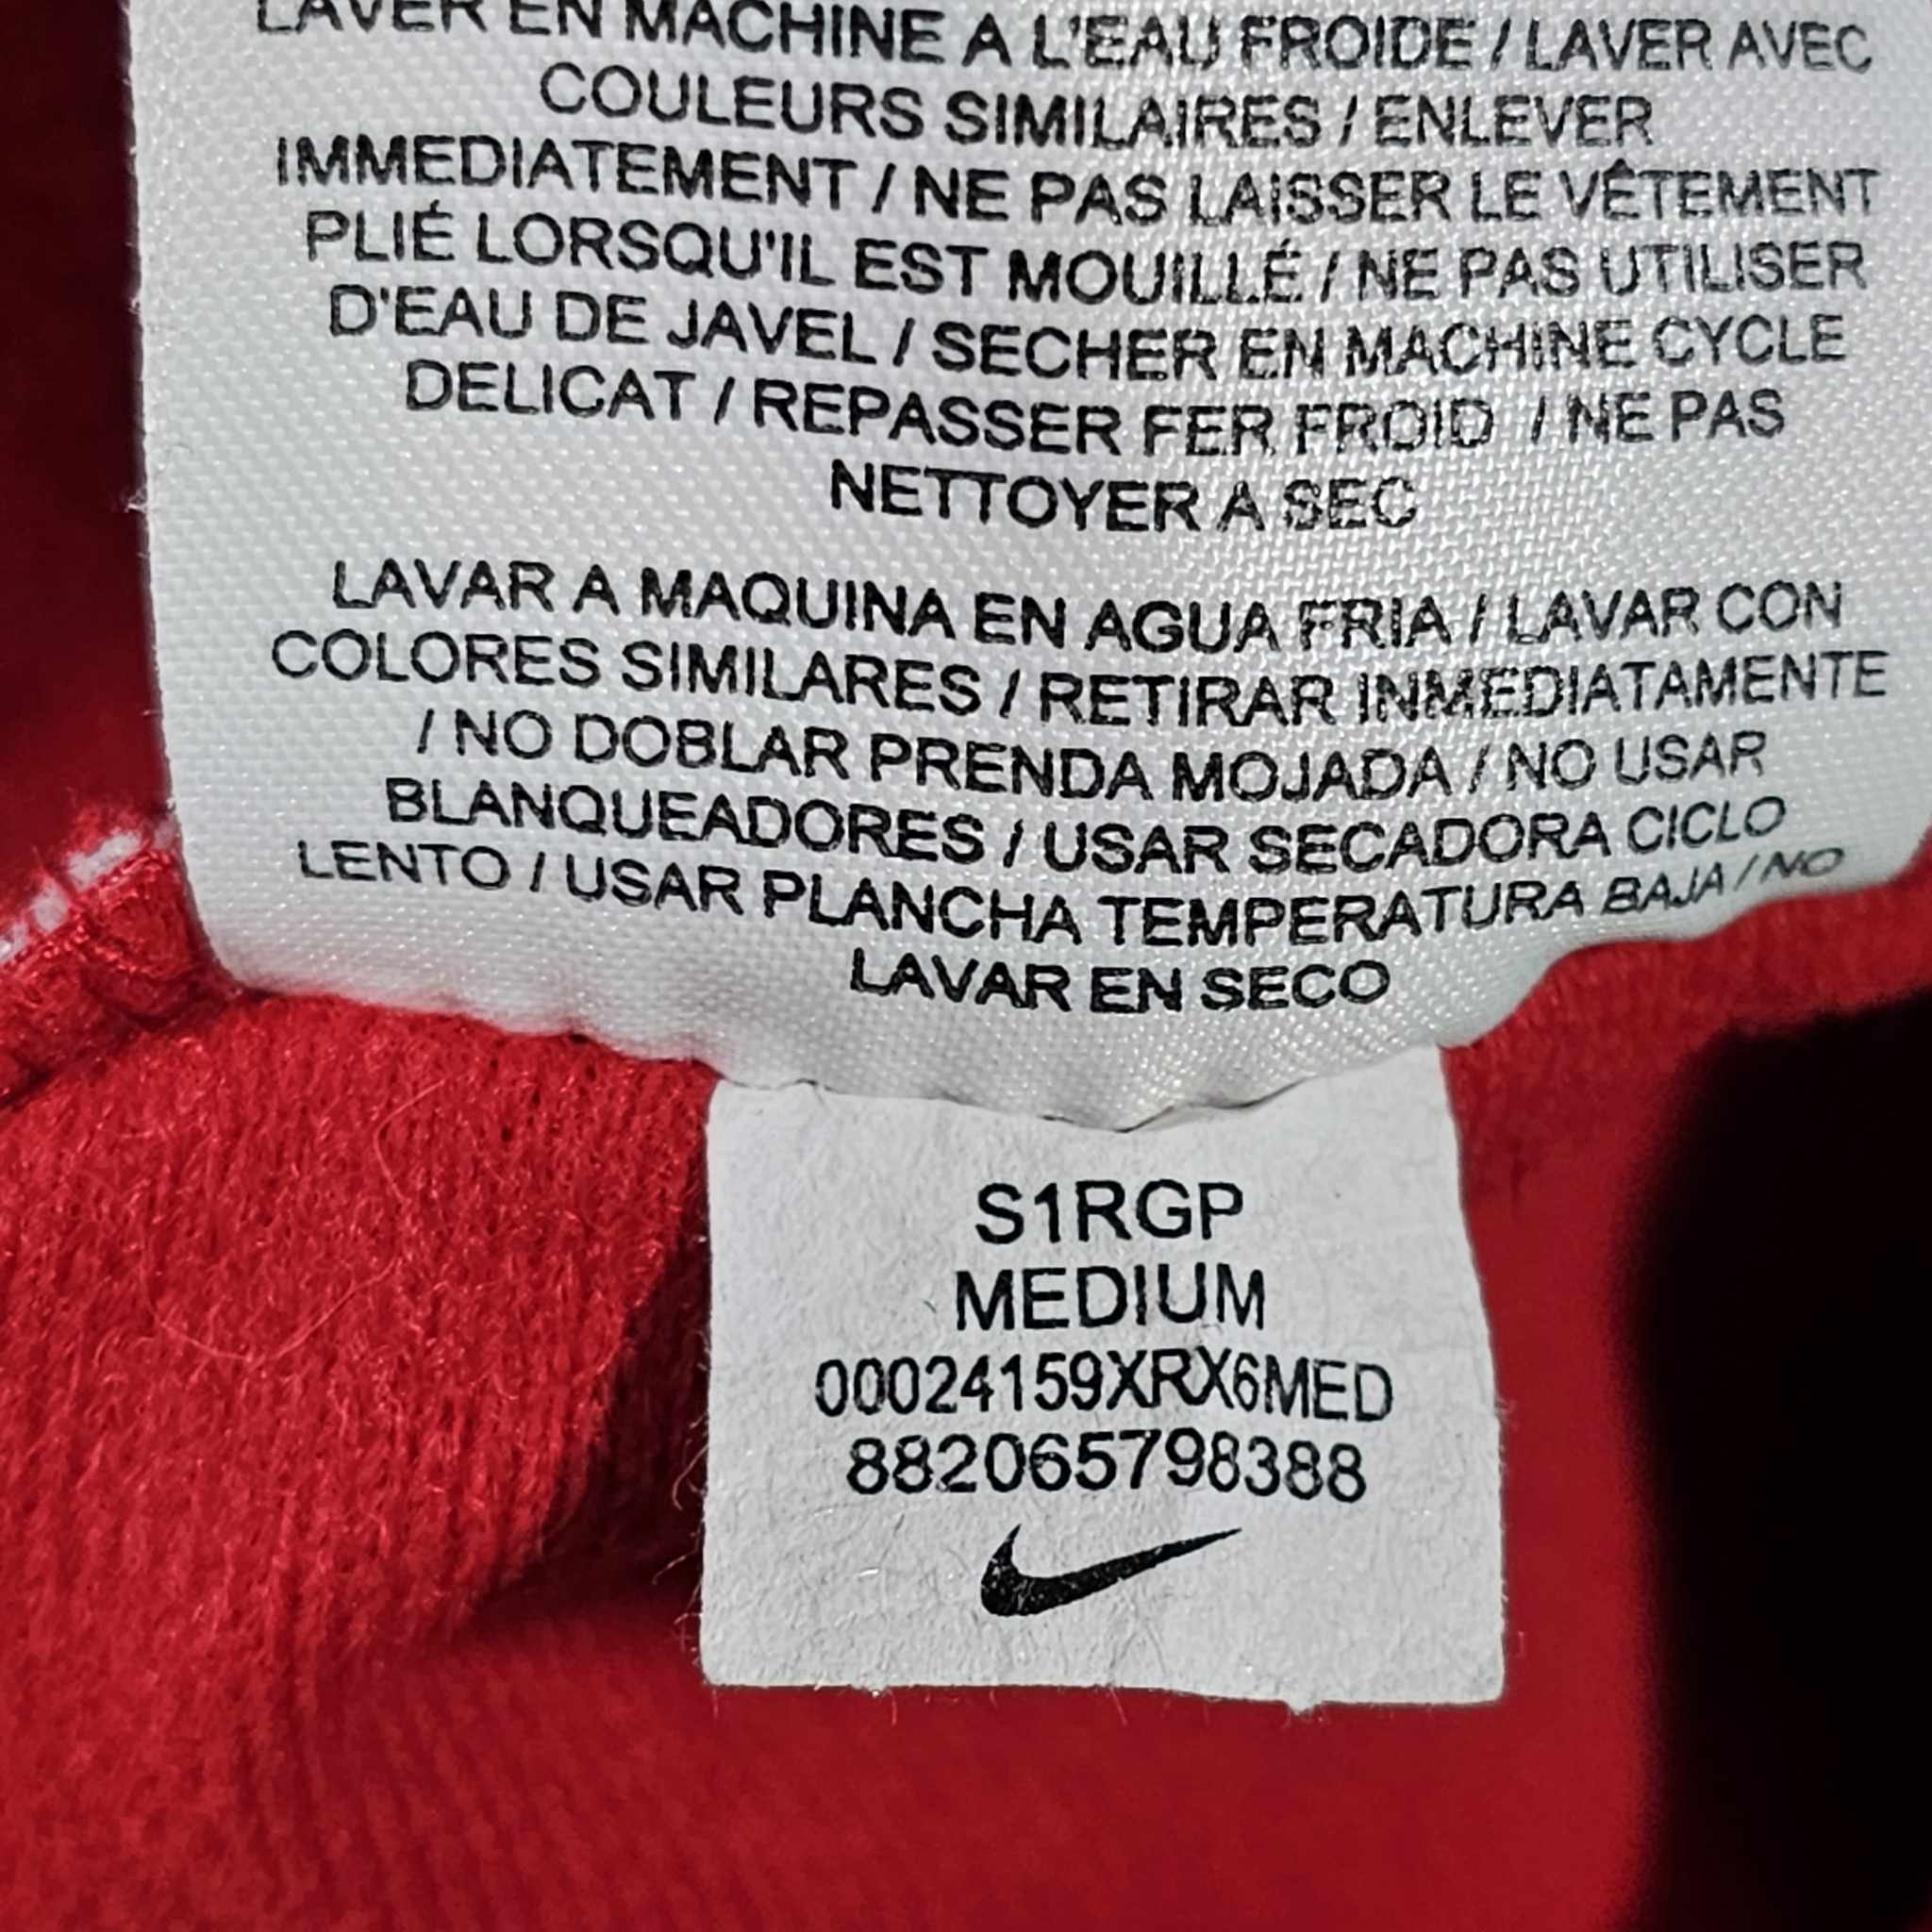 LAVER EN MACHINE A L'EAU FROIDE / LAVER AVEC
COULEURS SIMILAIRES / ENLEVER
IMMEDIATEMENT / NE PAS LAISSER LE VÊTEMENT
PLIÉ LORSQU'IL EST MOUILLÉ / NE PAS UTILISER
D'EAU DE JAVEL / SECHER EN MACHINE CYCLE
DELICAT / REPASSER FER FROID / NE PAS
NETTOYER A SEC
LAVAR A MAQUINA EN AGUA FRIA / LAVAR CON
COLORES SIMILARES / RETIRAR INMEDIATAMENTE
/ NO DOBLAR PRENDA MOJADA / NO USAR
BLANQUEADORES / USAR SECADORA CICLO
LENTO / USAR PLANCHA TEMPERATURA BAJA / NO
LAVAR EN SECO
S1RGP
MEDIUM
00024159XRX6MED
882065798388